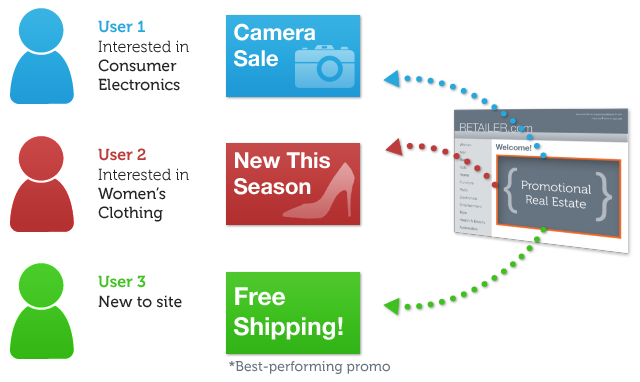 User 1
Interested in
Consumer
Electronics
Camera
Sale
User 2
Interested in
Women's
Clothing
New This
Season
User 3
New to site
Free
Shipping!
*Best-performing promo
RETAILER.com
Welcome!
{ Promotional
Real Estate }